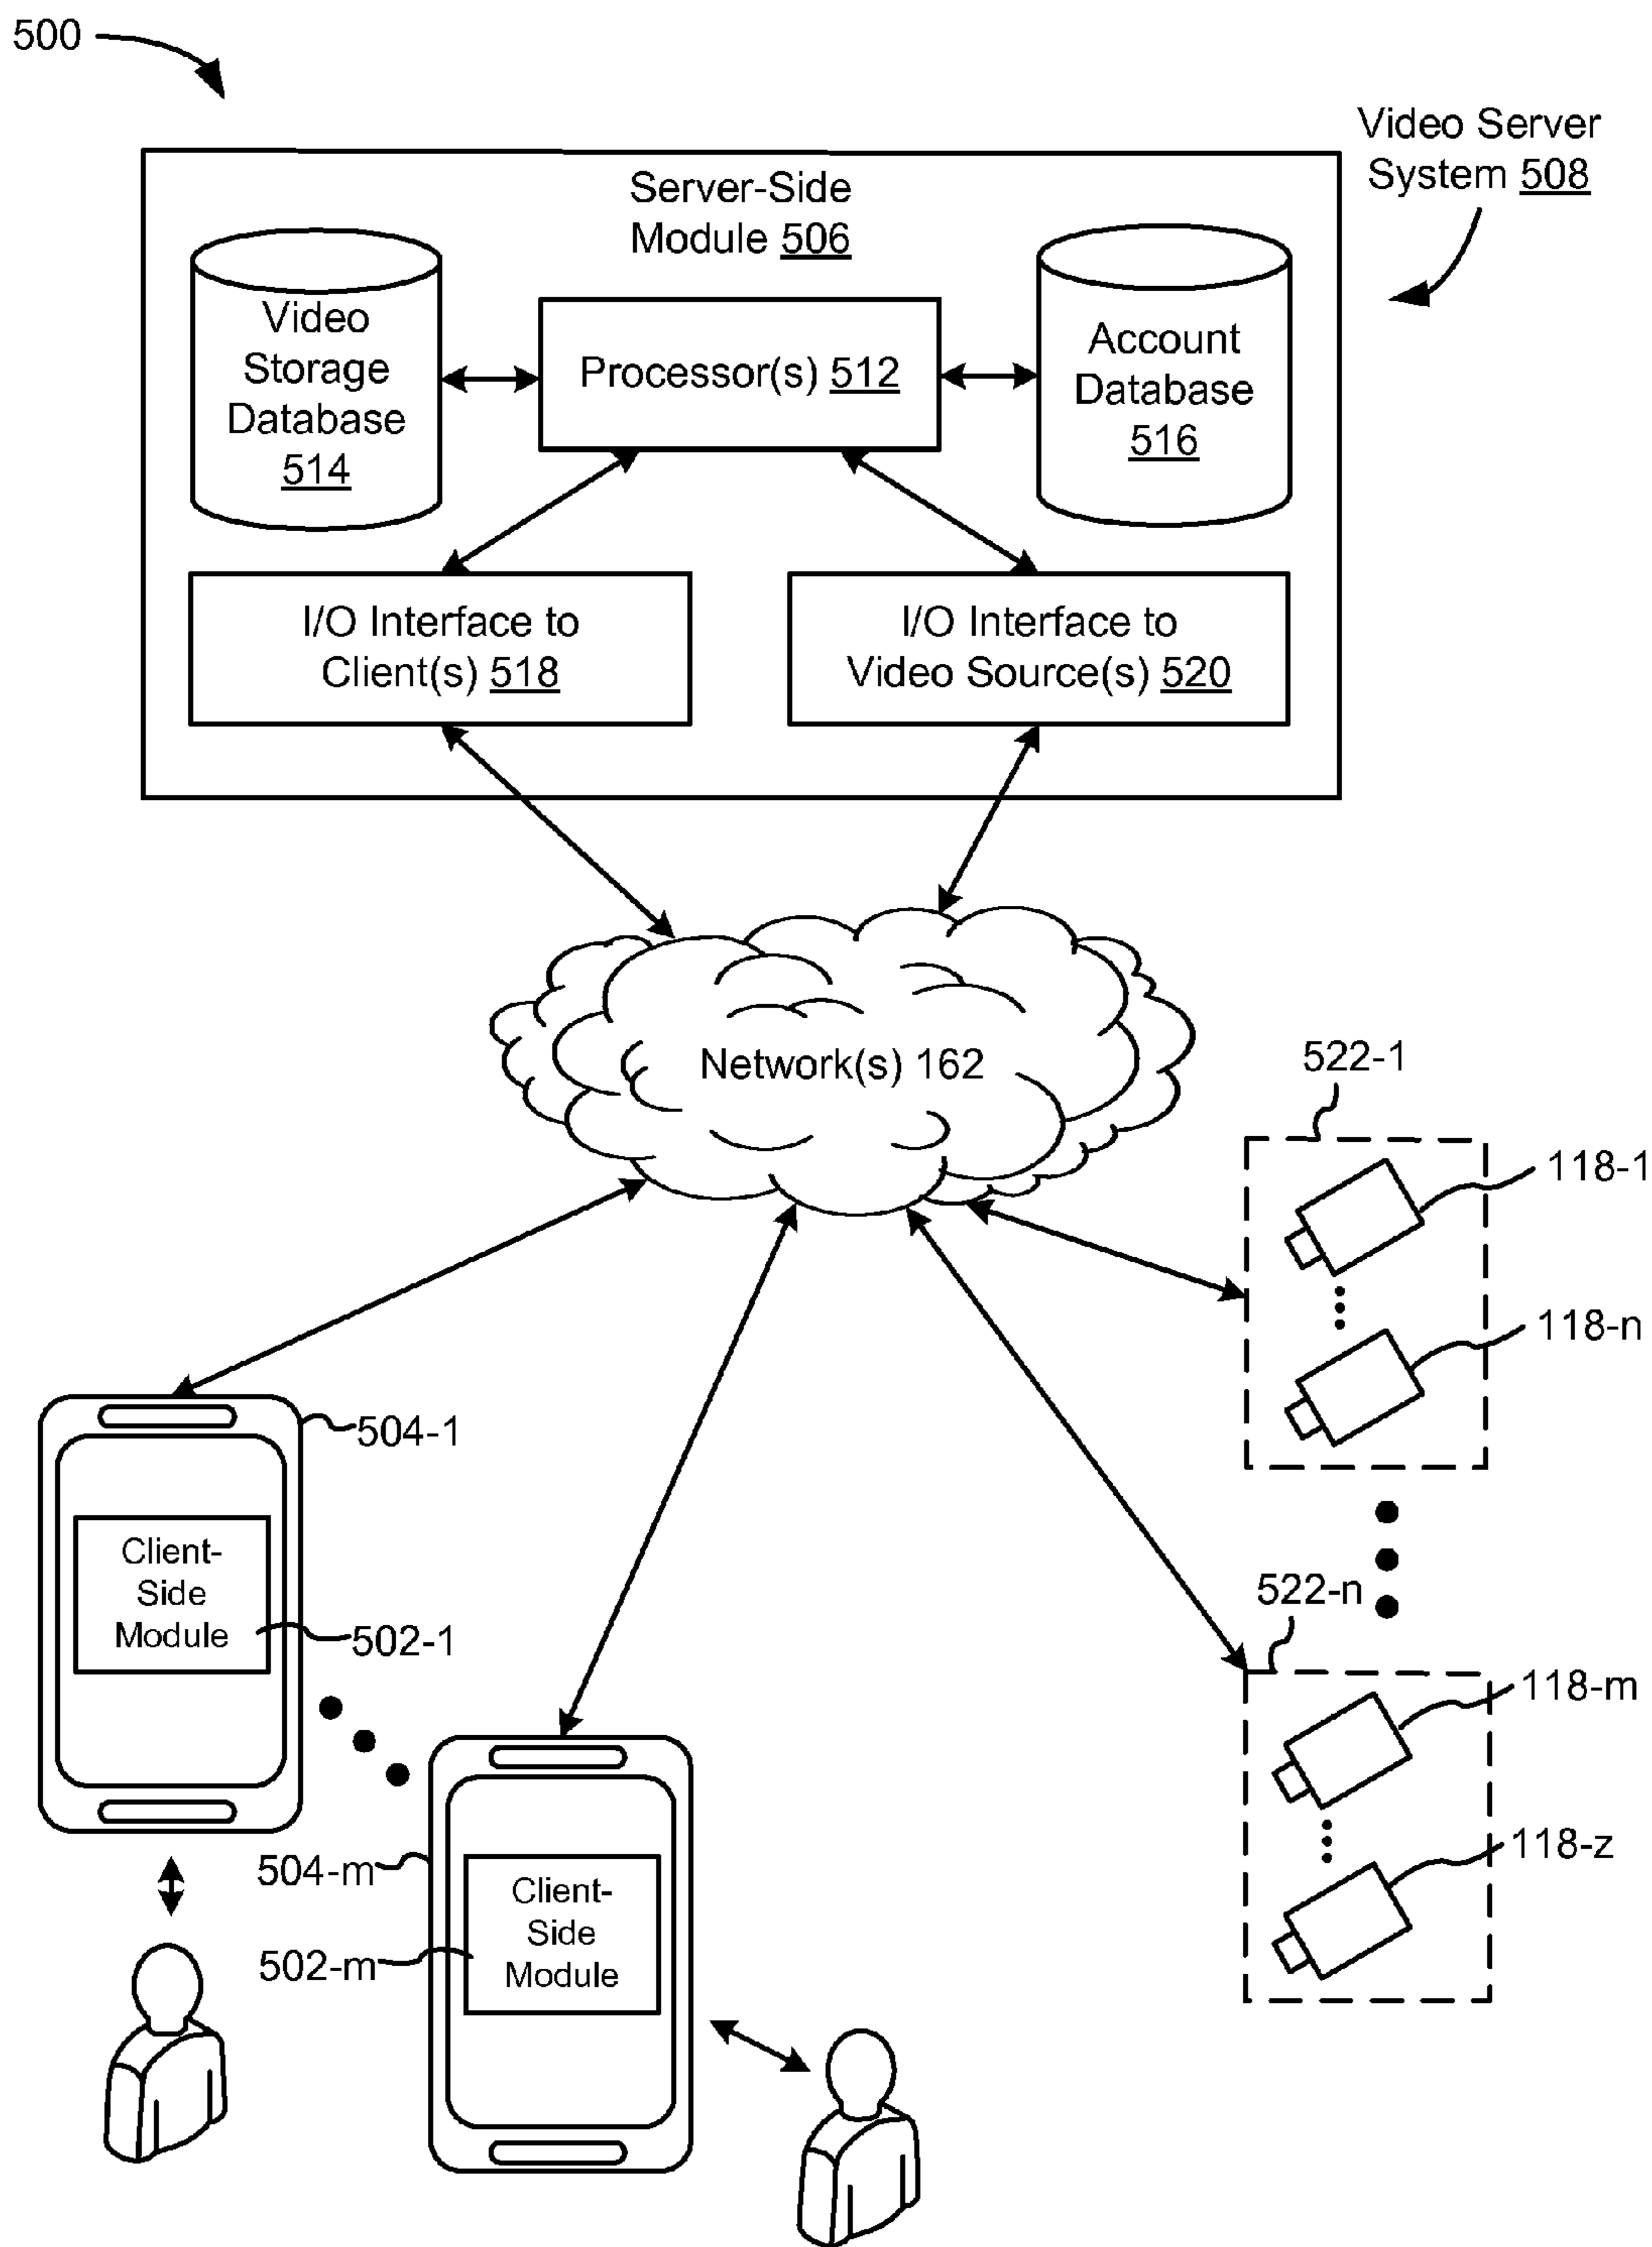 500
Video Server
System 508
Server-Side
Module 506
Video
Storage
Database
514
Processor(s) 512
Account
Database
516
I/O Interface to
Client(s) 518
I/O Interface to
Video Source(s) 520
Network(s) 162
522-1
118-1
118-n
504-1
Client-
Side
Module
502-1
522-n
118-m
118-z
504-m
Client-
Side
Module
502-m